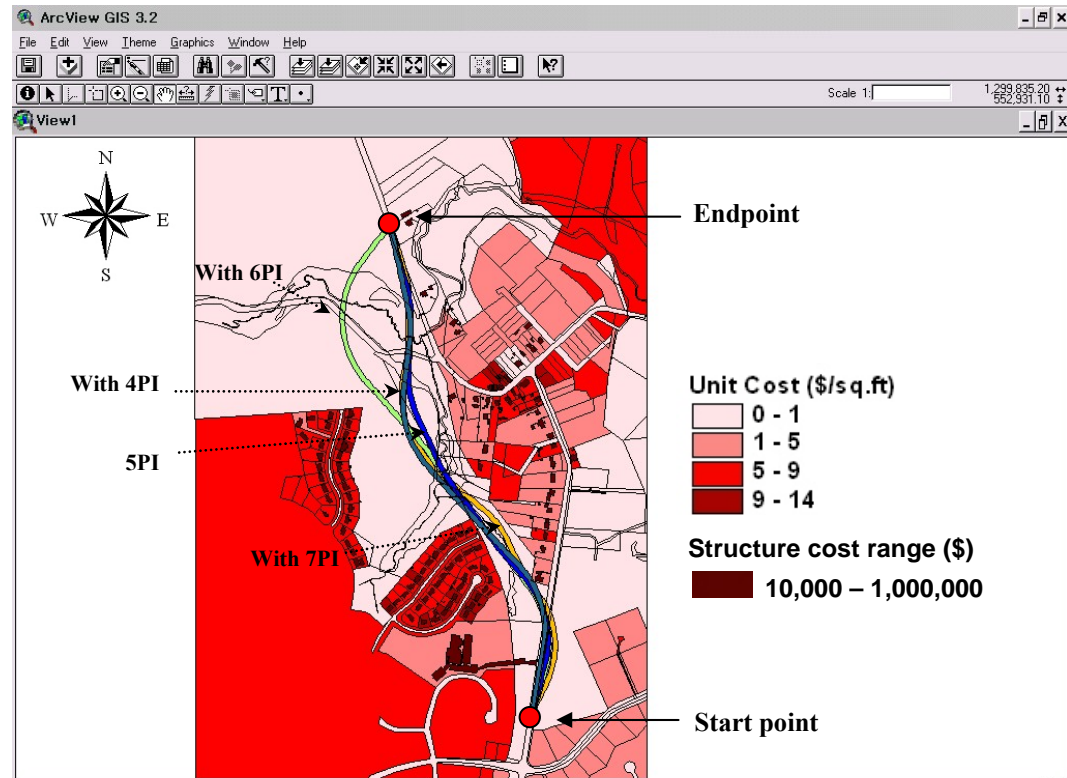 ArcView GIS 3.2
File Edit View Theme Graphics Window Help
Scale 1:
1,299,835.20
552,931.10
View1
N
W E
S
Endpoint
With 6PI
With 4PI
5PI
With 7PI
Start point
Unit Cost ($/sq.ft)
0 - 1
1 - 5
5 - 9
9 - 14
Structure cost range ($)
10,000 – 1,000,000